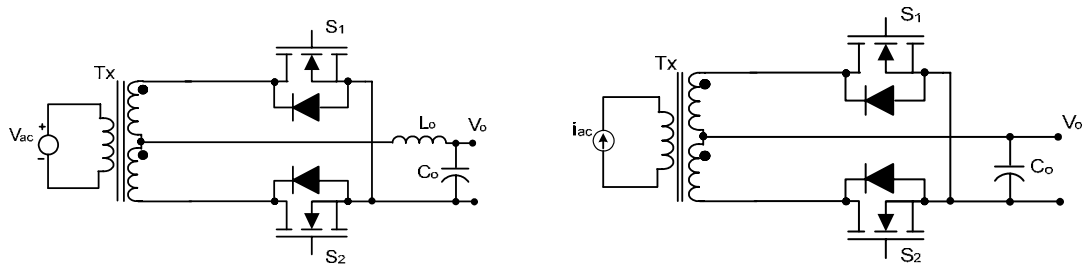 S1
Tx
Vac
+
-
Lo
Vo
Co
S2
S1
Tx
iac
Vo
Co
S2